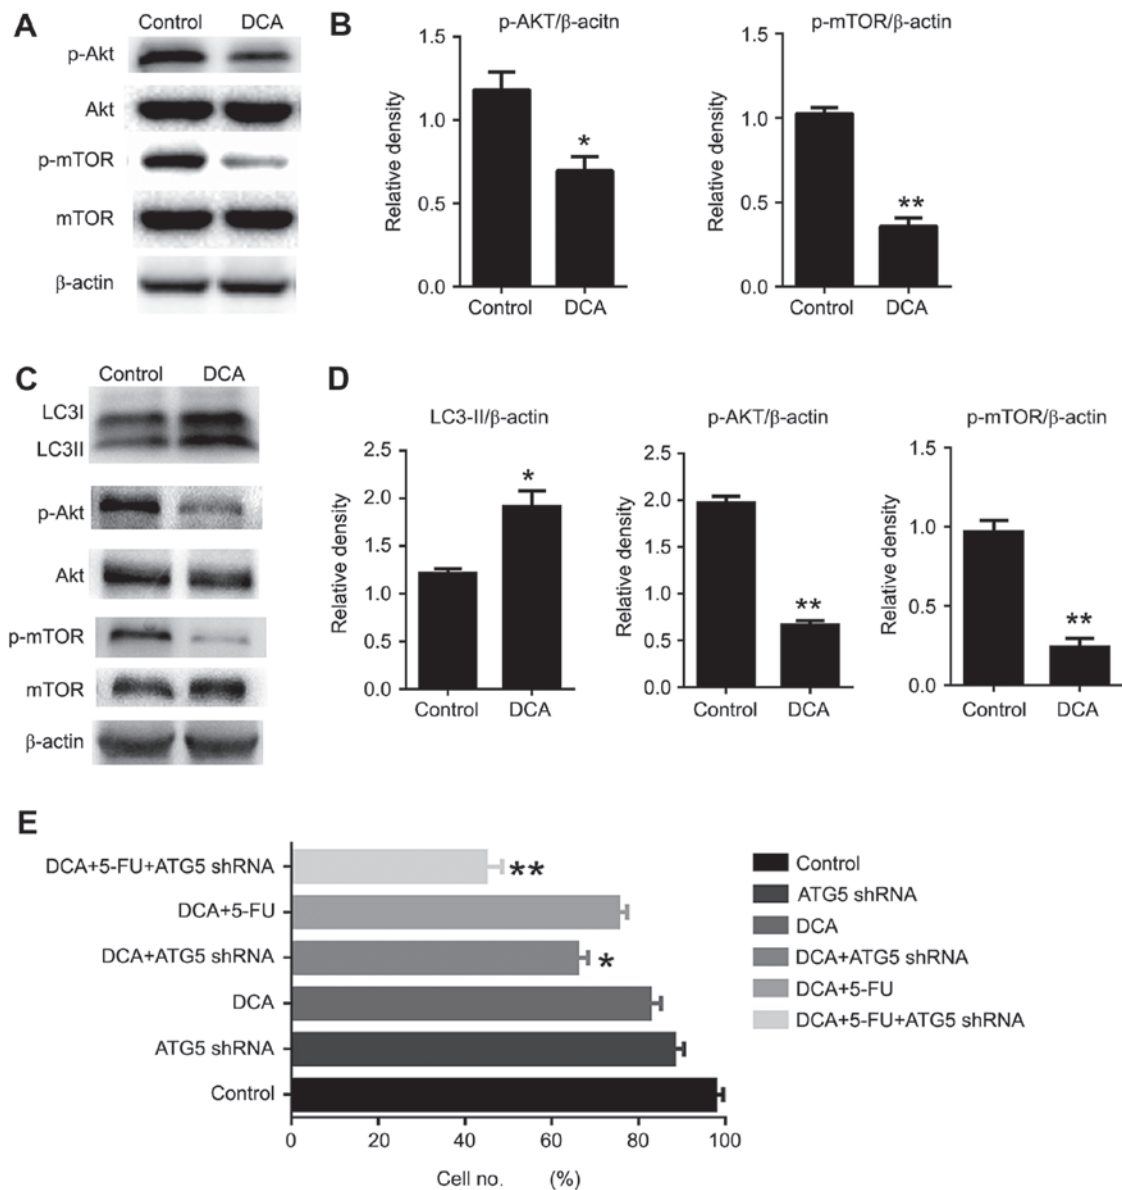 A
Control DCA
p-Akt
Akt
p-mTOR
mTOR
β-actin
B
p-AKT/β-acitn
Relative density
1.5
1.0
0.5
0.0
*
Control DCA
p-mTOR/β-actin
Relative density
1.5
1.0
0.5
0.0
**
Control DCA
C
Control DCA
LC3I
LC3II
p-Akt
Akt
p-mTOR
mTOR
β-actin
D
LC3-II/β-actin
Relative density
2.5
2.0
1.2
1.0
0.5
0.0
*
Control DCA
p-AKT/β-actin
Relative density
2.5
2.0
1.5
1.0
0.5
0.0
**
Control DCA
p-mTOR/β-actin
Relative density
1.5
1.0
0.5
0.0
**
Control DCA
E
DCA+5-FU+ATG5 shRNA **
DCA+5-FU
DCA+ATG5 shRNA *
DCA
ATG5 shRNA
Control
0 20 40 60 80 100
Cell no. (%)
Control
ATG5 shRNA
DCA
DCA+ATG5 shRNA
DCA+5-FU
DCA+5-FU+ATG5 shRNA